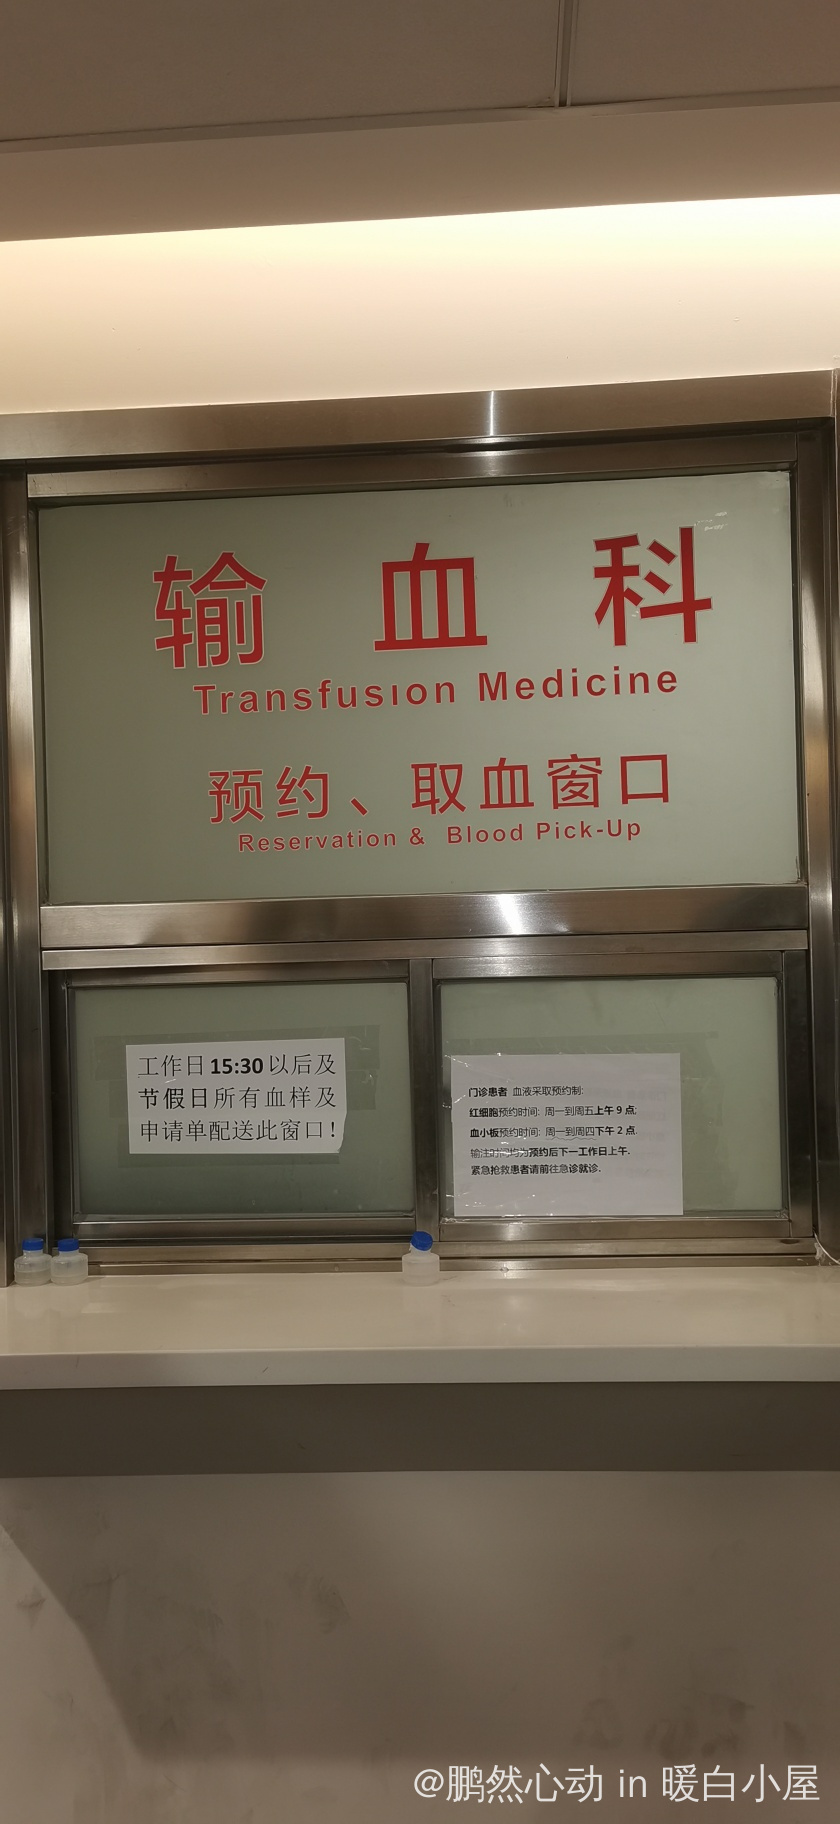 输血科
Transfusion Medicine
预约、取血窗口
Reservation & Blood Pick-Up
工作日15:30以后及
节假日所有血样及
申请单配送此窗口！
门诊患者 血液采取预约制:
红细胞预约时间: 周一到周五上午9点;
血小板预约时间: 周一到周四下午2点.
输注时间均为预约后下一工作日上午.
紧急抢救患者请前往急诊就诊.
@鹏然心动 in 暖白小屋